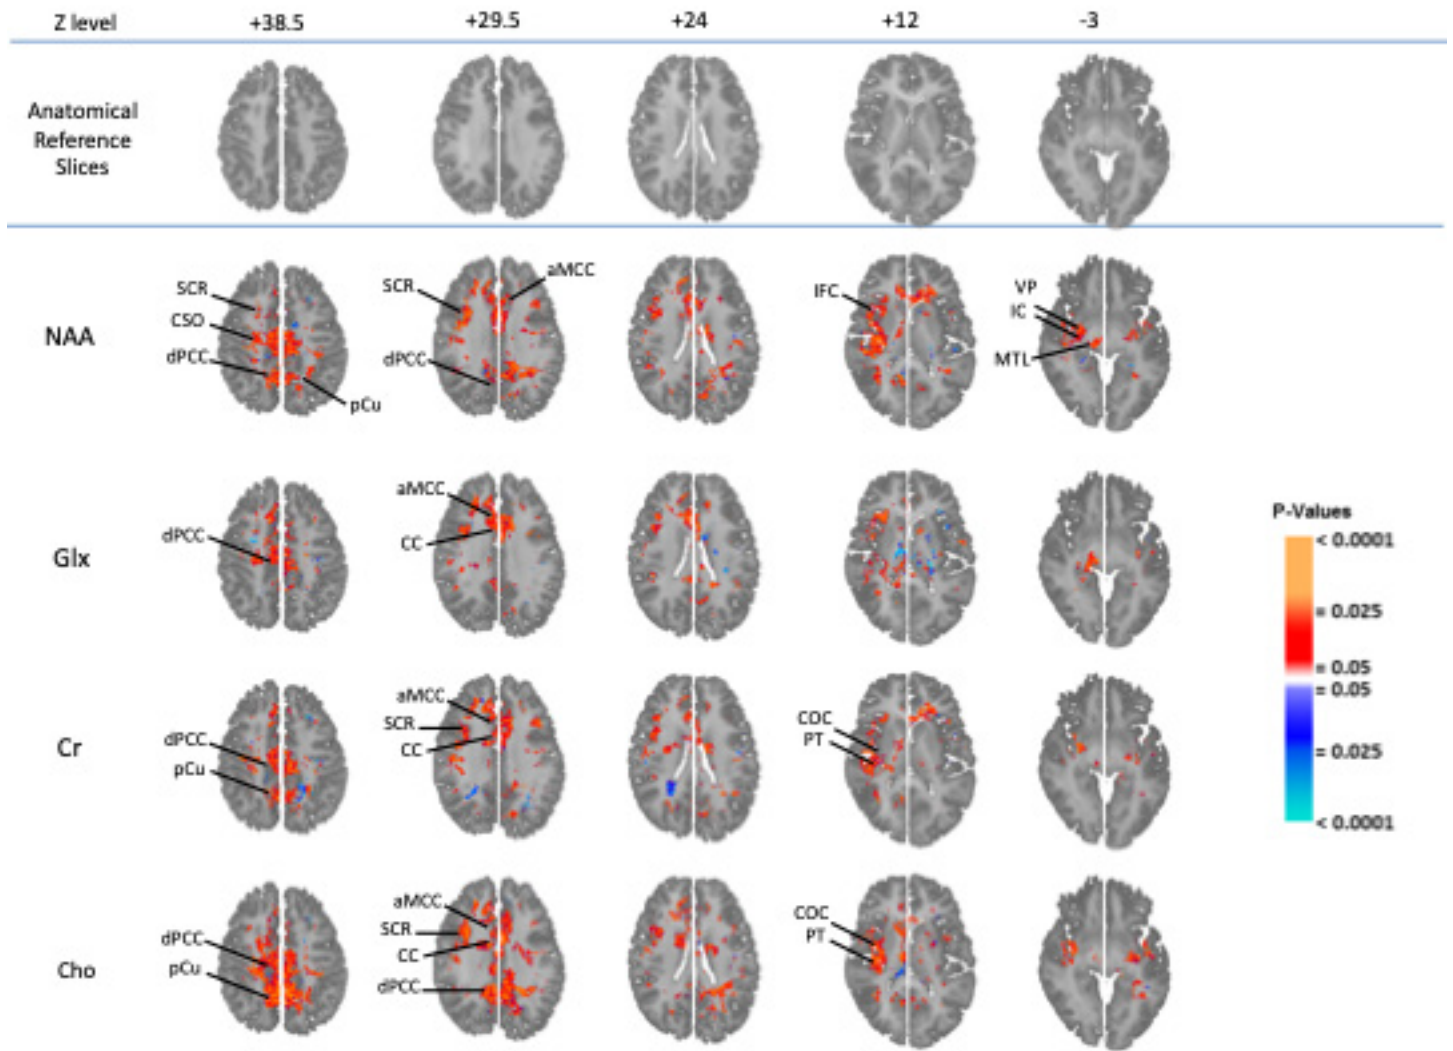 Z level +38.5 +29.5 +24 +12 -3
Anatomical
Reference
Slices
NAA
SCR
CSO
dPCC
pCu
SCR
aMCC
dPCC
IFC
VP
IC
MTL
Glx
dPCC
aMCC
CC
Cr
dPCC
pCu
aMCC
SCR
CC
COC
PT
Cho
dPCC
pCu
aMCC
SCR
CC
dPCC
COC
PT
P-Values
< 0.0001
= 0.025
= 0.05
= 0.05
= 0.025
< 0.0001